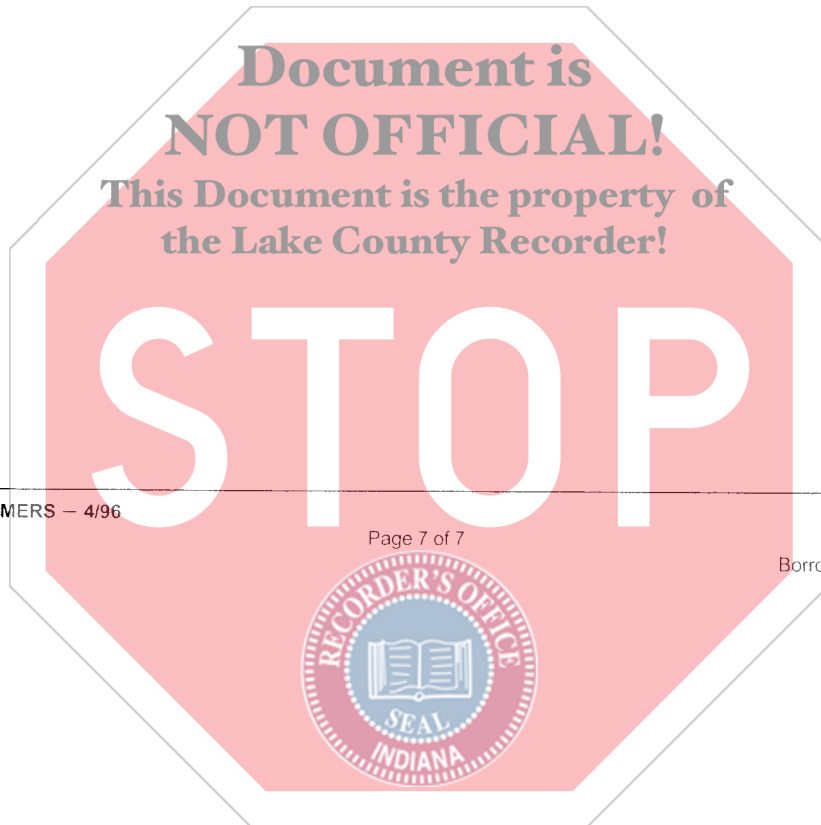 Document is
NOT OFFICIAL!
This Document is the property of
the Lake County Recorder!
STOP
MERS — 4/96
Page 7 of 7
Borro
RECORDER'S OFFICE
SEAL
INDIANA